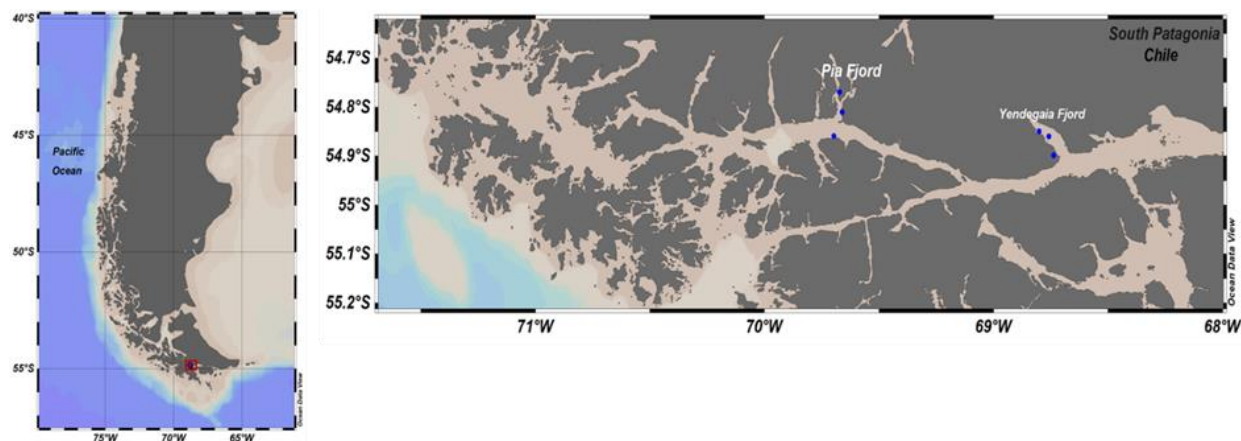 40°S
45°S
50°S
55°S
75°W
70°W
65°W
Pacific
Ocean
Ocean Data View
54.7°S
54.8°S
54.9°S
55°S
55.1°S
55.2°S
71°W
70°W
69°W
68°W
Pia Fjord
Yendegaia Fjord
South Patagonia
Chile
Ocean Data View